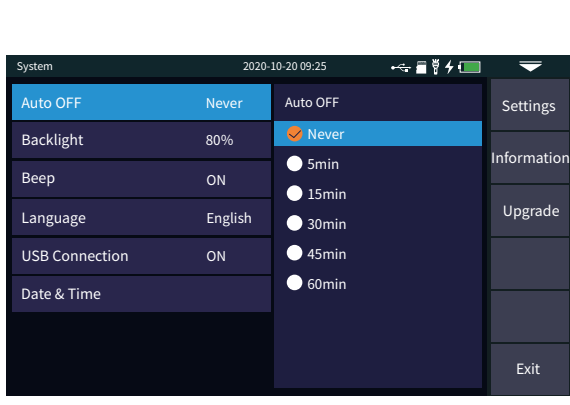 System 2020-10-20 09:25
Auto OFF Never
Backlight 80%
Beep ON
Language English
USB Connection ON
Date & Time
Auto OFF
Never
5min
15min
30min
45min
60min
Settings
Information
Upgrade
Exit